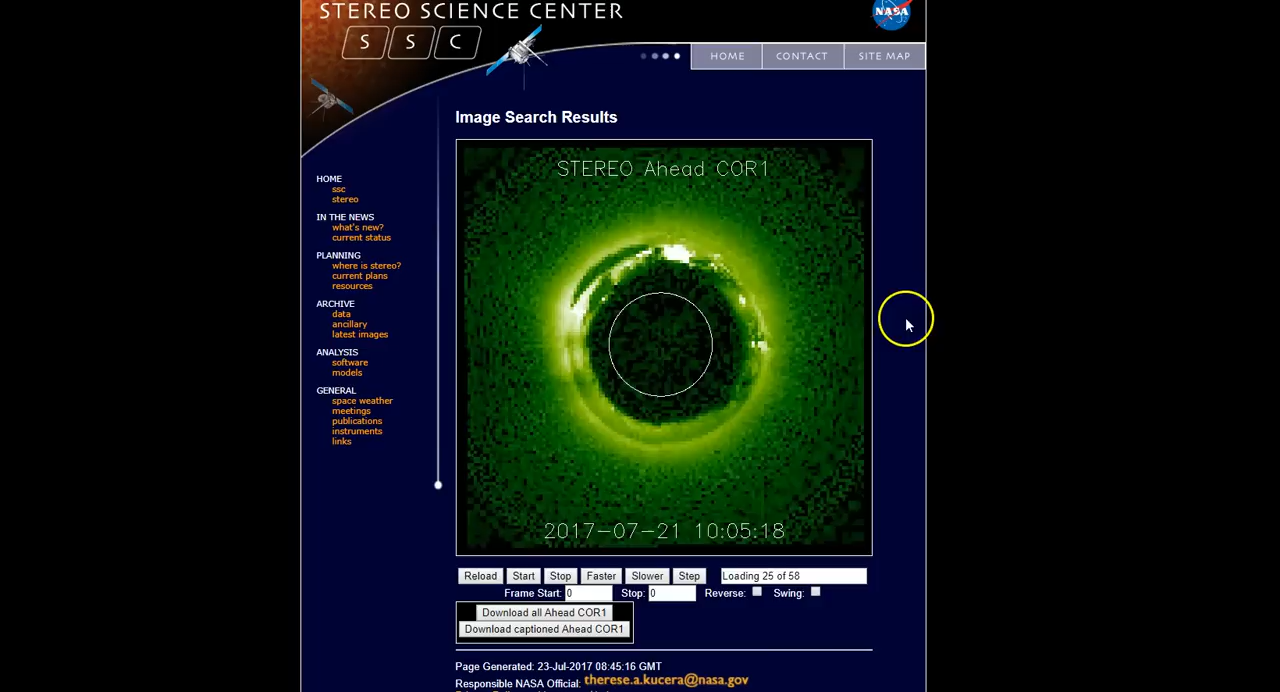 STEREO SCIENCE CENTER
S S C
NASA
HOME CONTACT SITE MAP
Image Search Results
HOME
ssc
stereo
IN THE NEWS
what's new?
current status
PLANNING
where is stereo?
current plans
resources
ARCHIVE
data
ancillary
latest images
ANALYSIS
software
models
GENERAL
space weather
meetings
publications
instruments
links
STEREO Ahead COR1
2017-07-21 10:05:18
Reload Start Stop Faster Slower Step Loading 25 of 58
Frame Start: 0 Stop: 0 Reverse: Swing:
Download all Ahead COR1
Download captioned Ahead COR1
Page Generated: 23-Jul-2017 08:45:16 GMT
Responsible NASA Official: therese.a.kucera@nasa.gov